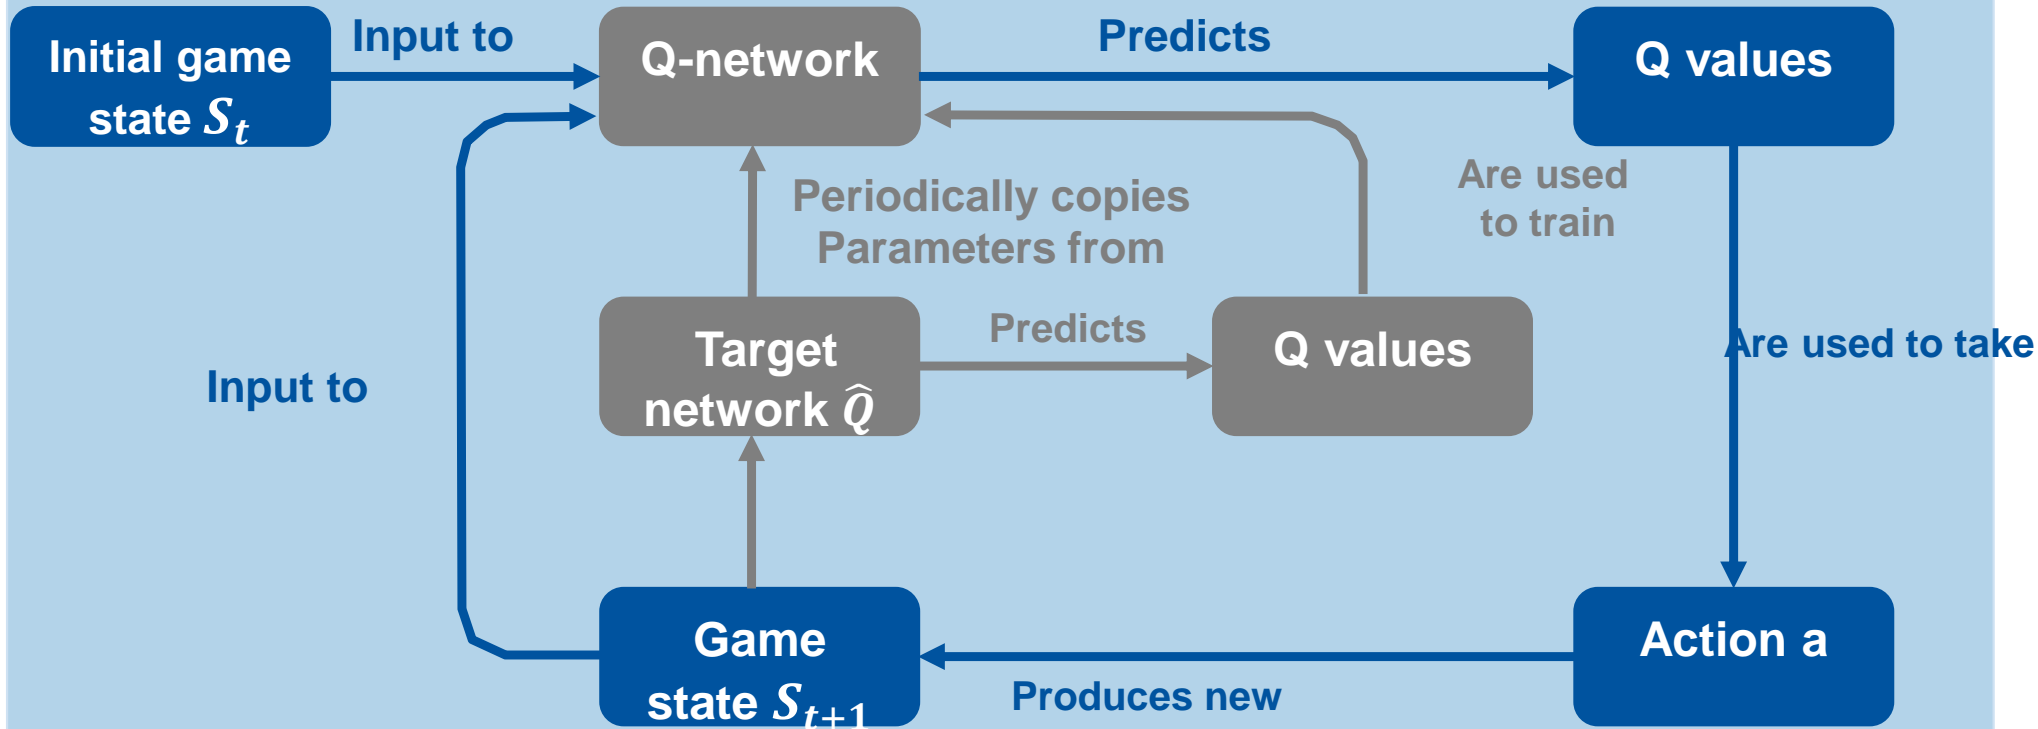 Initial game
state S_t
Input to
Q-network
Predicts
Q values
Periodically copies
Parameters from
Are used
to train
Target
network Q̂
Predicts
Q values
Are used to take
Input to
Game
state S_{t+1}
Produces new
Action a